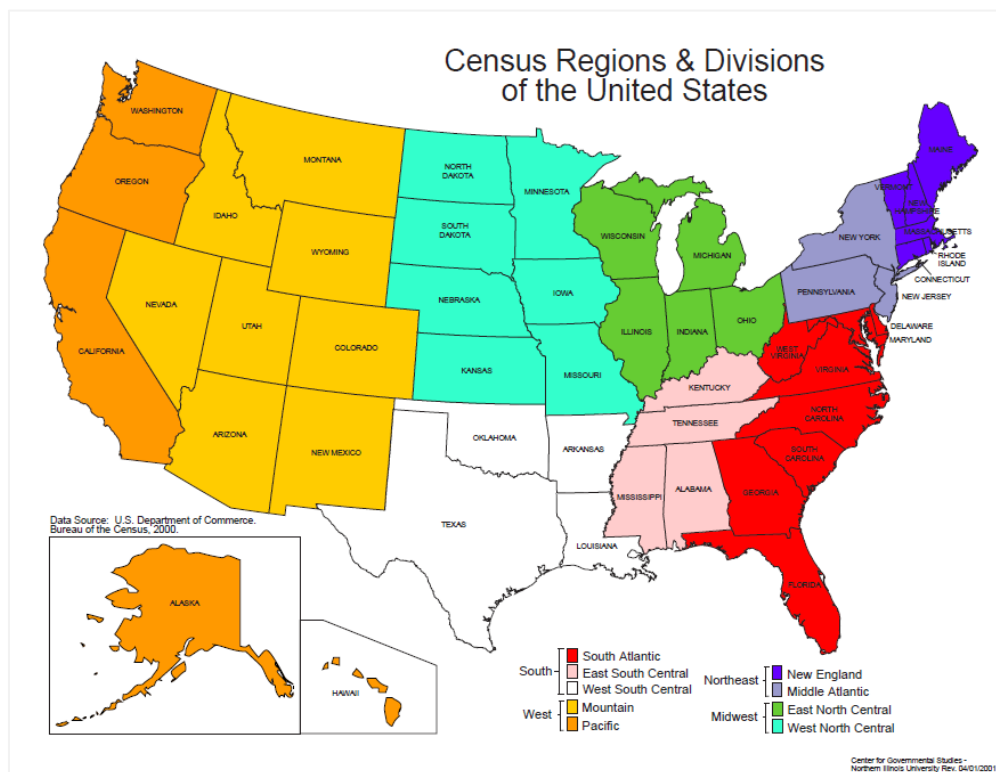 Census Regions & Divisions
of the United States
WASHINGTON
OREGON
CALIFORNIA
IDAHO
NEVADA
MONTANA
WYOMING
UTAH
COLORADO
ARIZONA
NEW MEXICO
NORTH
DAKOTA
SOUTH
DAKOTA
NEBRASKA
KANSAS
MINNESOTA
IOWA
MISSOURI
OKLAHOMA
ARKANSAS
TEXAS
LOUISIANA
WISCONSIN
MICHIGAN
ILLINOIS
INDIANA
OHIO
KENTUCKY
TENNESSEE
MISSISSIPPI
ALABAMA
MAINE
VERMONT
NEW
HAMPSHIRE
MASSACHUSETTS
RHODE
ISLAND
CONNECTICUT
NEW YORK
PENNSYLVANIA
NEW JERSEY
DELAWARE
MARYLAND
WEST
VIRGINIA
VIRGINIA
NORTH
CAROLINA
SOUTH
CAROLINA
GEORGIA
FLORIDA
Data Source: U.S. Department of Commerce.
Bureau of the Census, 2000.
ALASKA
HAWAII
South
South Atlantic
East South Central
West South Central
West
Mountain
Pacific
Northeast
New England
Middle Atlantic
Midwest
East North Central
West North Central
Center for Governmental Studies -
Northern Illinois University Rev. 04/01/2001